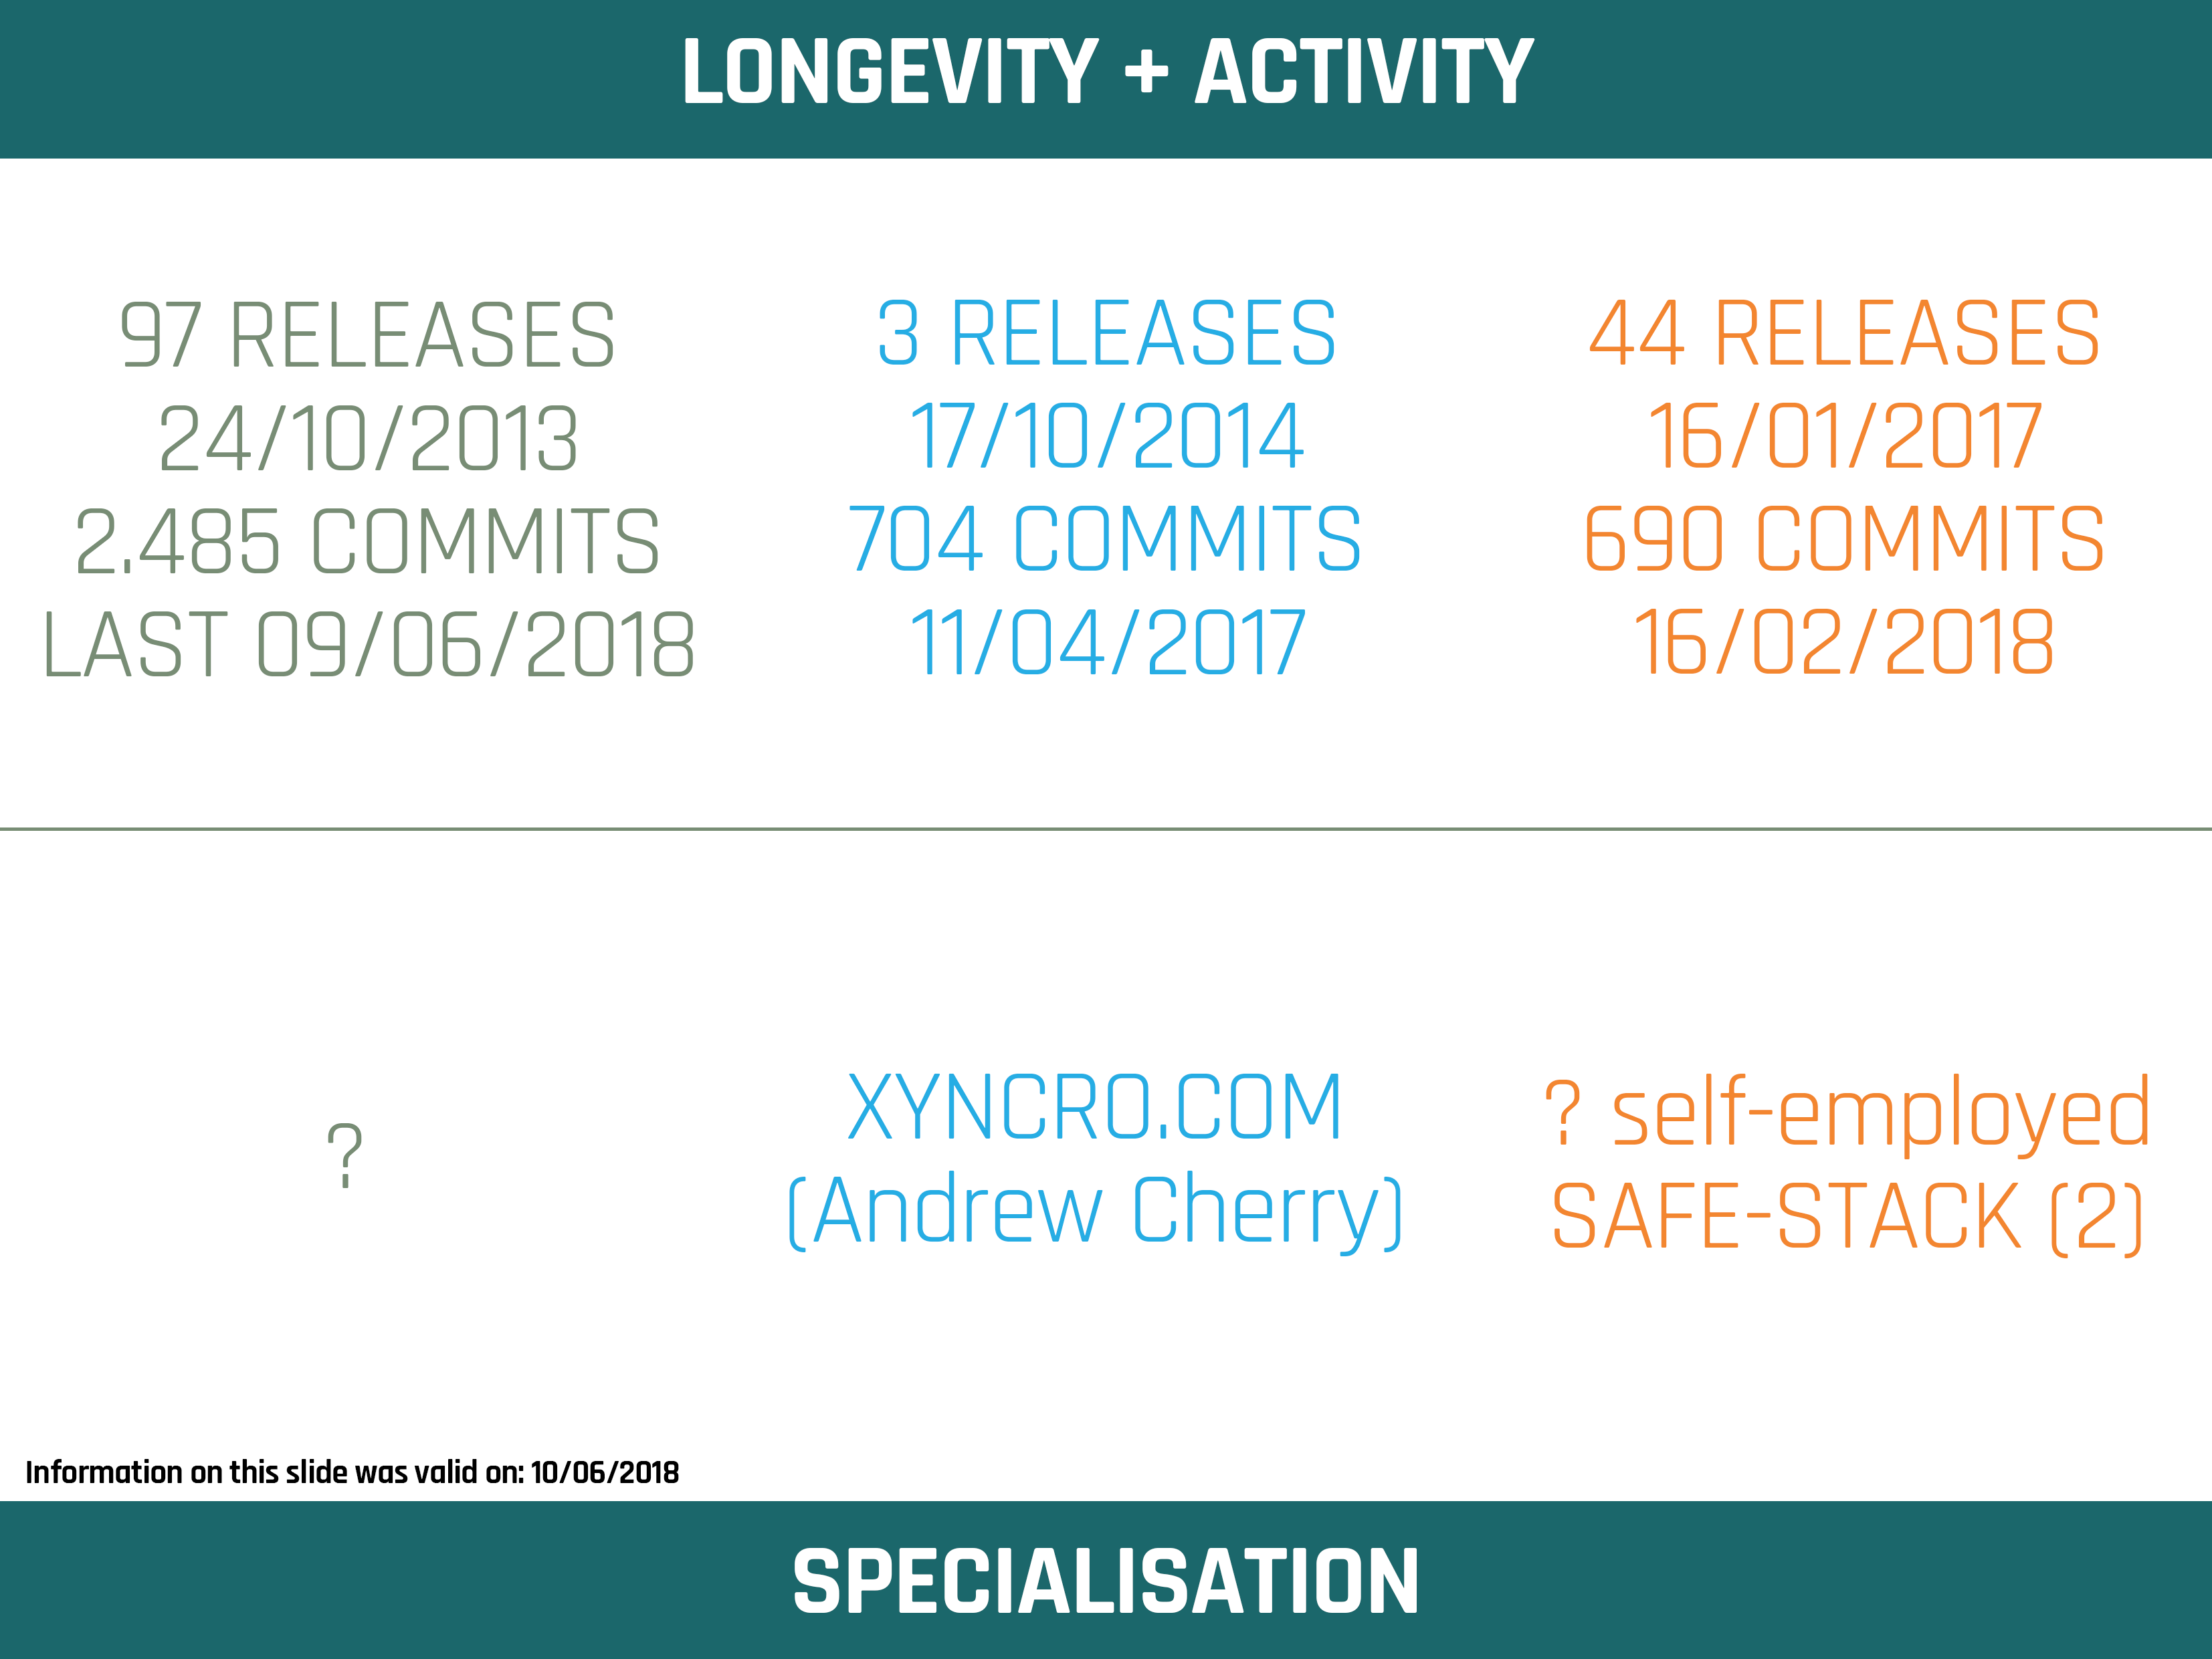 LONGEVITY + ACTIVITY
97 RELEASES
24/10/2013
2.485 COMMITS
LAST 09/06/2018
3 RELEASES
17/10/2014
704 COMMITS
11/04/2017
44 RELEASES
16/01/2017
690 COMMITS
16/02/2018
?
XYNCRO.COM
(Andrew Cherry)
? self-employed
SAFE-STACK (2)
Information on this slide was valid on: 10/06/2018
SPECIALISATION